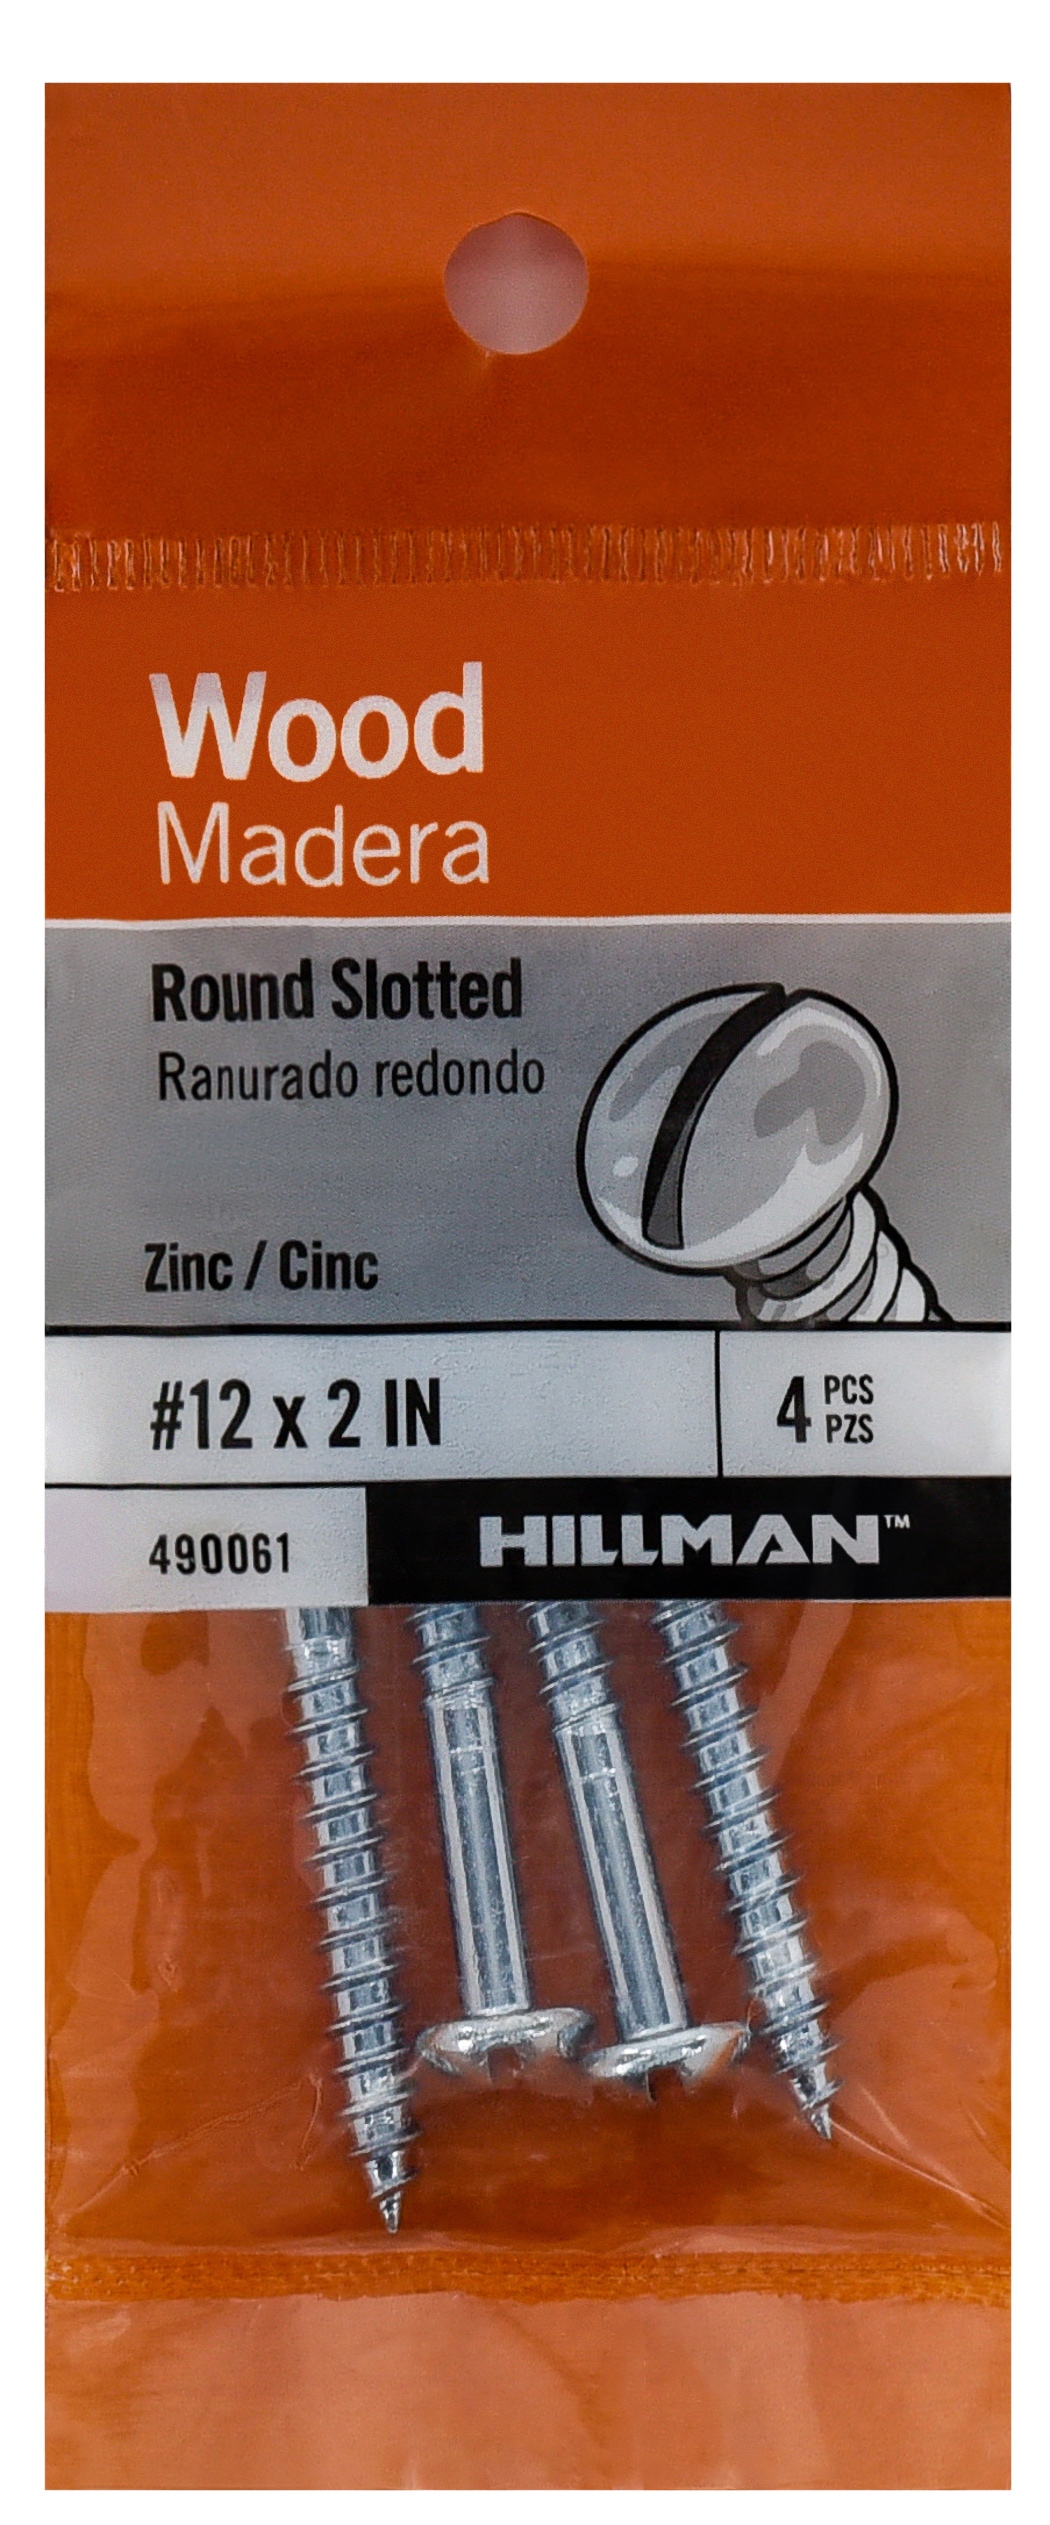 Wood
Madera
Round Slotted
Ranurado redondo
Zinc / Cinc
#12 x 2 IN
4 PCS
PZS
490061
HILLMAN™